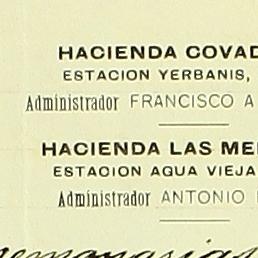 HACIENDA COVAD
ESTACION YERBANIS,
Administrador FRANCISCO A
HACIENDA LAS ME
ESTACION AGUA VIEJA
Administrador ANTONIO